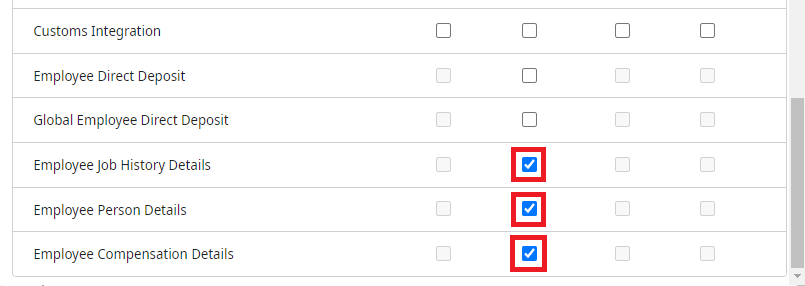 Customs Integration
Employee Direct Deposit
Global Employee Direct Deposit
Employee Job History Details
Employee Person Details
Employee Compensation Details